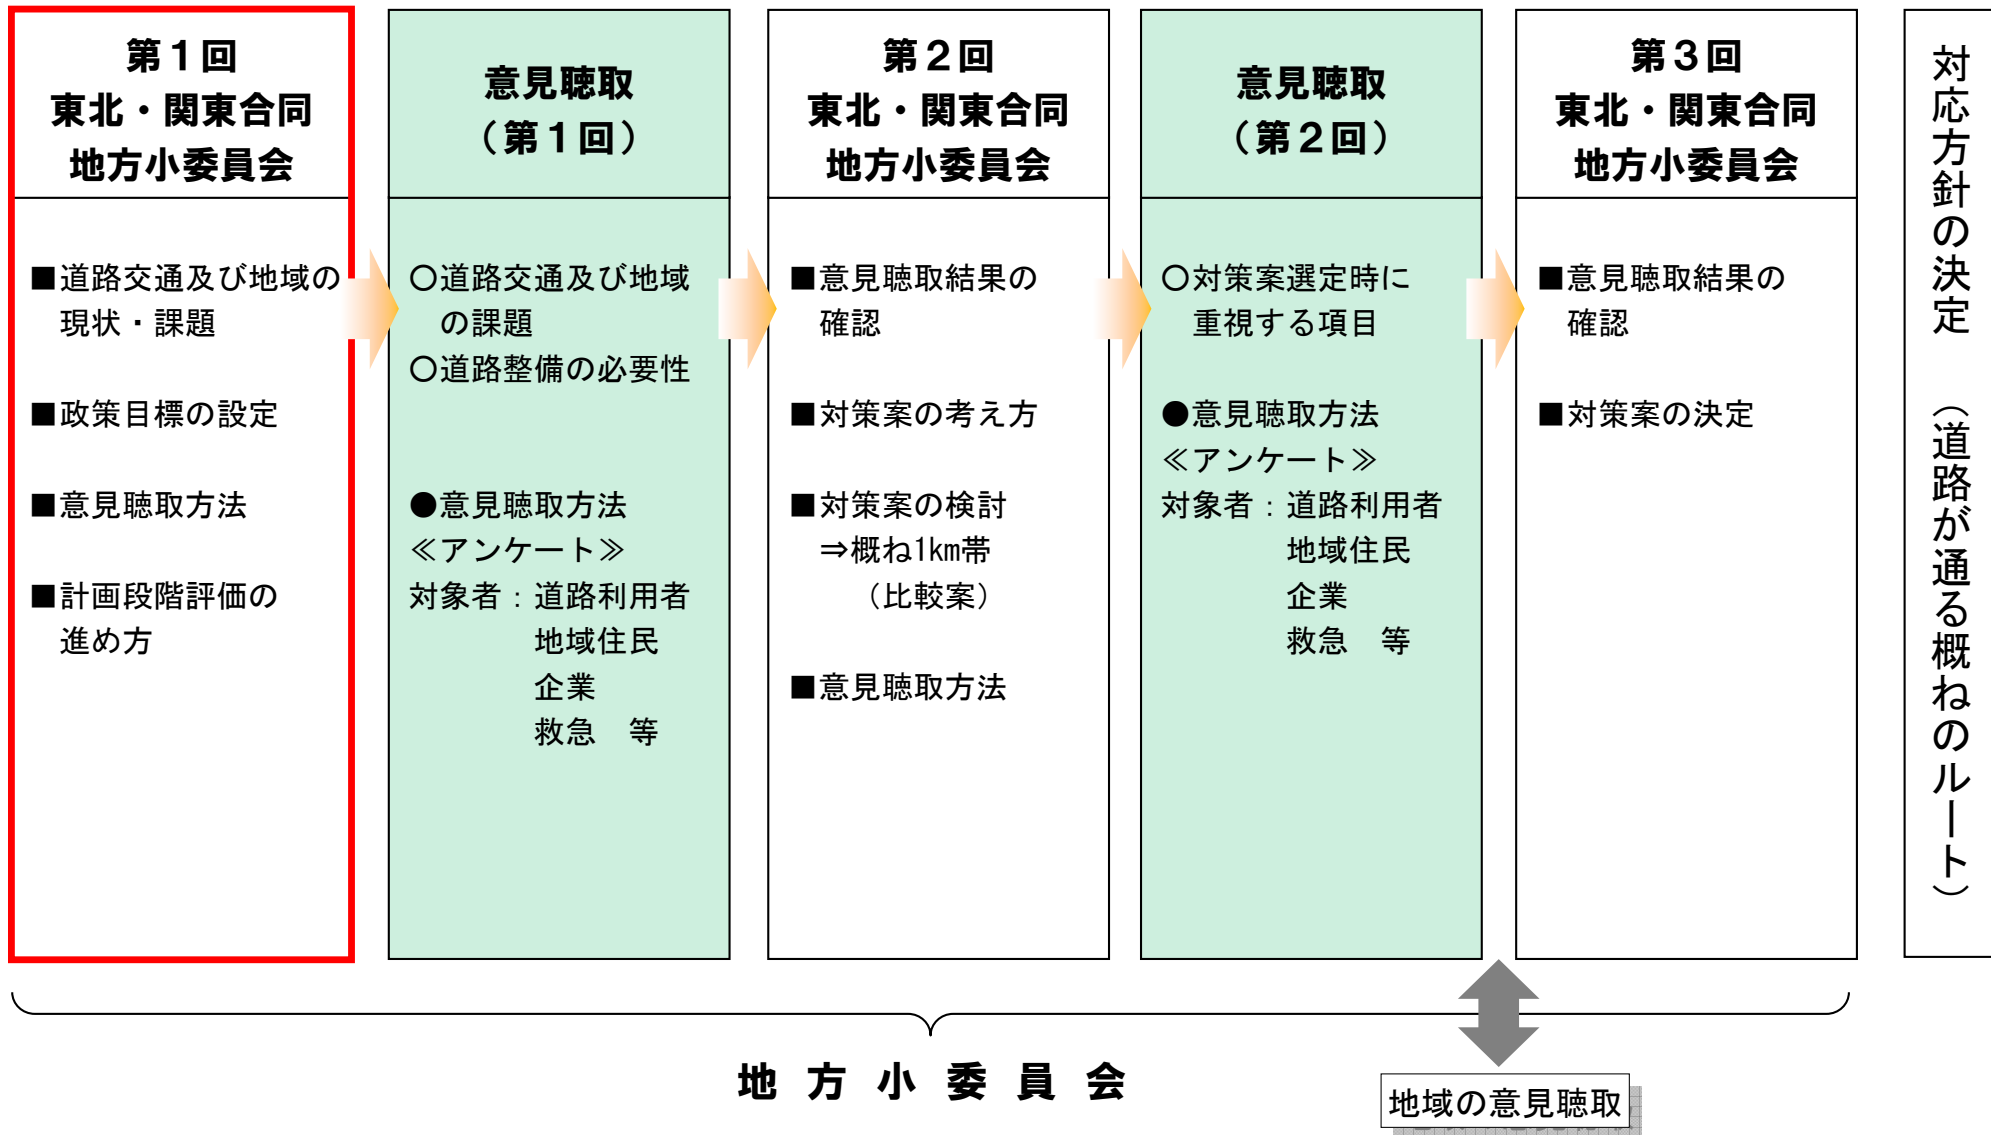 第１回
東北・関東合同
地方小委員会
■道路交通及び地域の
現状・課題
■政策目標の設定
■意見聴取方法
■計画段階評価の
進め方
意見聴取
（第１回）
○道路交通及び地域
の課題
○道路整備の必要性
●意見聴取方法
≪アンケート≫
対象者：道路利用者
地域住民
企業
救急　等
第２回
東北・関東合同
地方小委員会
■意見聴取結果の
確認
■対策案の考え方
■対策案の検討
⇒概ね1km帯
（比較案）
■意見聴取方法
意見聴取
（第２回）
○対策案選定時に
重視する項目
●意見聴取方法
≪アンケート≫
対象者：道路利用者
地域住民
企業
救急　等
第３回
東北・関東合同
地方小委員会
■意見聴取結果の
確認
■対策案の決定
対応方針の決定　（道路が通る概ねのルート）
地方小委員会
地域の意見聴取